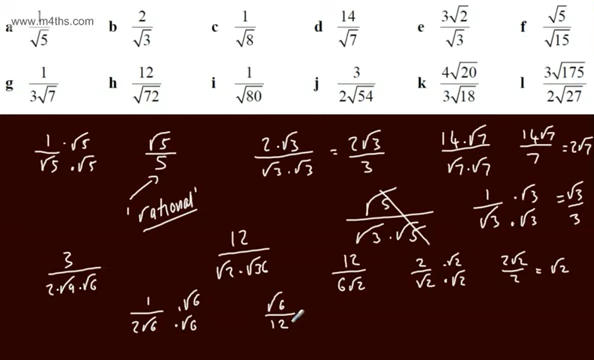 www.m4ths.com
a 1/√5 b 2/√3 c 1/√8 d 14/√7 e 3√2/√3 f √5/√15
g 1/3√7 h 12/√72 i 1/√80 j 3/2√54 k 4√20/3√18 l 3√175/2√27
1·√5/√5·√5 √5/5 2·√3/√3·√3 = 2√3/3 14·√7/√7·√7 14√7/7 = 2√7
'rational' √5/√3·√5 1·√3/√3·√3 √3/3
3/2·√9·√6 12/√2·√36 12/6√2 2·√2/√2·√2 2√2/2 = √2
1·√6/2√6·√6 √6/12